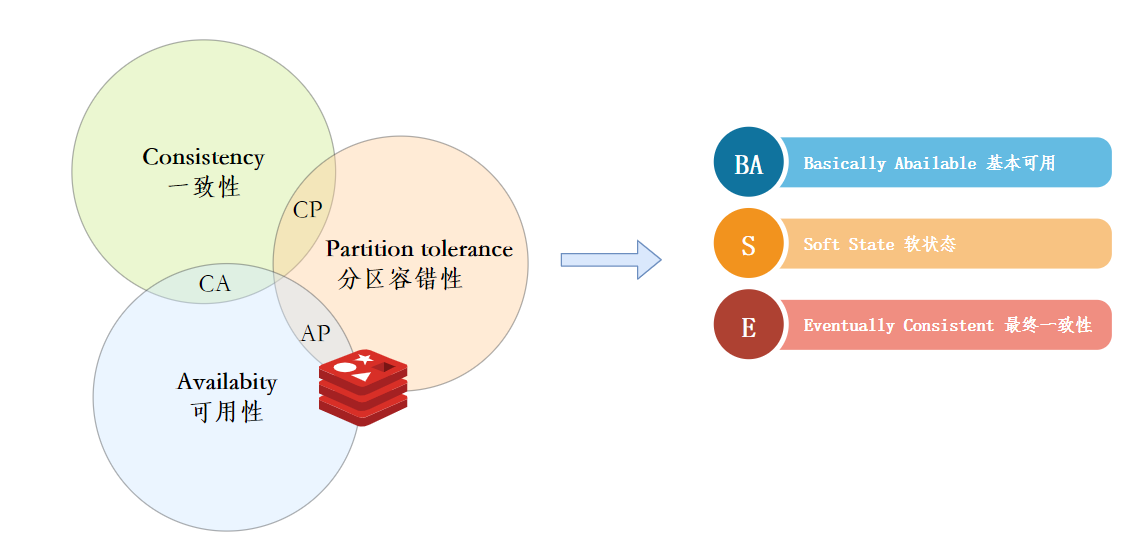 Consistency
一致性
CP
Partition tolerance
分区容错性
CA
AP
Availabity
可用性
BA
Basically Abailable 基本可用
S
Soft State 软状态
E
Eventually Consistent 最终一致性